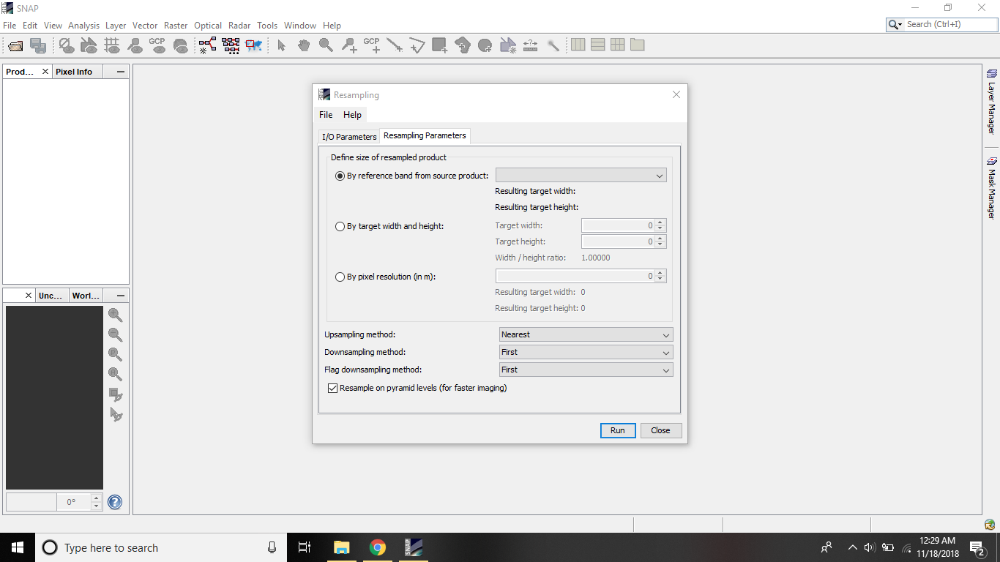 SNAP
File Edit View Analysis Layer Vector Raster Optical Radar Tools Window Help
Search (Ctrl+I)
GCP GCP
Prod... Pixel Info
Layer Manager
Mask Manager
Resampling
File Help
I/O Parameters Resampling Parameters
Define size of resampled product
By reference band from source product:
Resulting target width:
Resulting target height:
By target width and height: Target width: 0
Target height: 0
Width / height ratio: 1.00000
By pixel resolution (in m): 0
Resulting target width: 0
Resulting target height: 0
Upsampling method: Nearest
Downsampling method: First
Flag downsampling method: First
Resample on pyramid levels (for faster imaging)
Run Close
Unc... Worl...
0°
?
Type here to search
SNAP
12:29 AM
11/18/2018
2